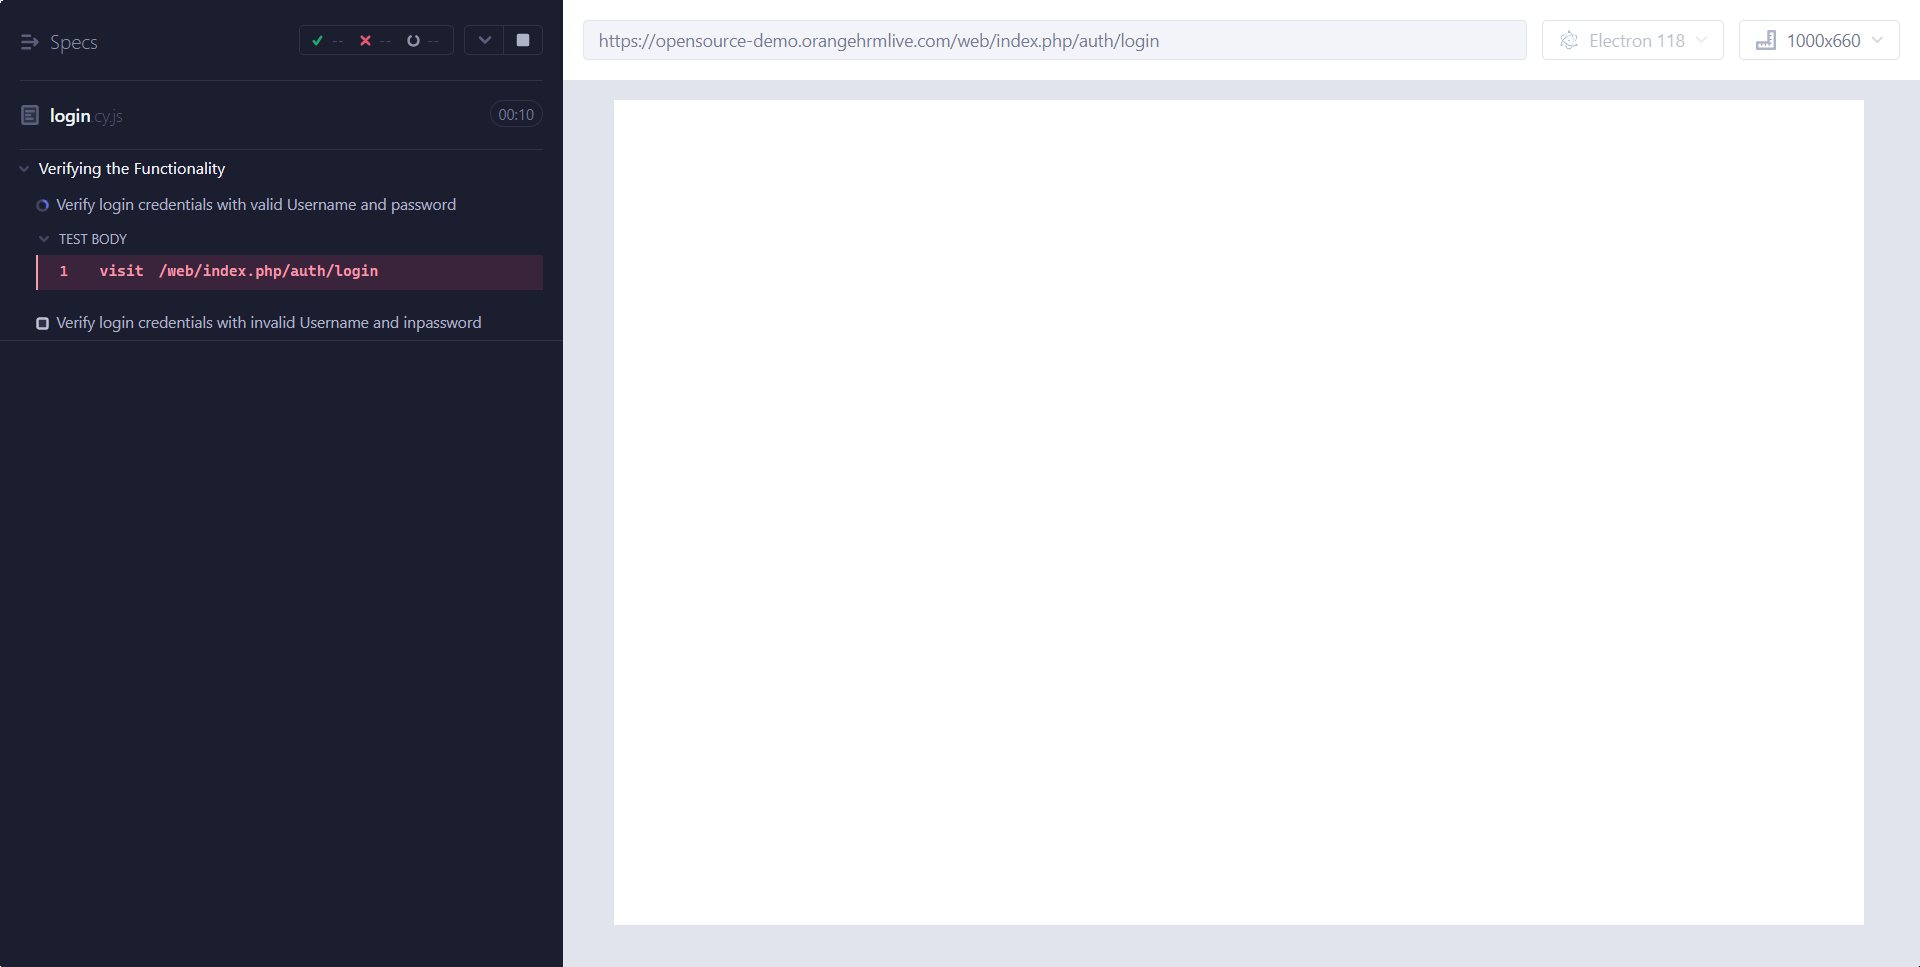 Specs
-- -- --
login.cy.js
00:10
Verifying the Functionality
Verify login credentials with valid Username and password
TEST BODY
1 visit /web/index.php/auth/login
Verify login credentials with invalid Username and inpassword
https://opensource-demo.orangehrmlive.com/web/index.php/auth/login
Electron 118
1000x660